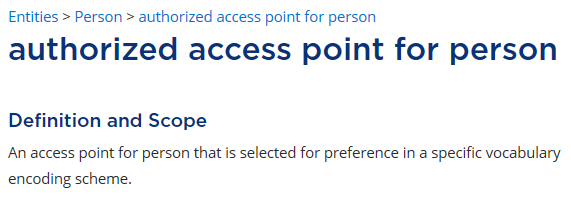 Entities > Person > authorized access point for person
authorized access point for person
Definition and Scope
An access point for person that is selected for preference in a specific vocabulary
encoding scheme.